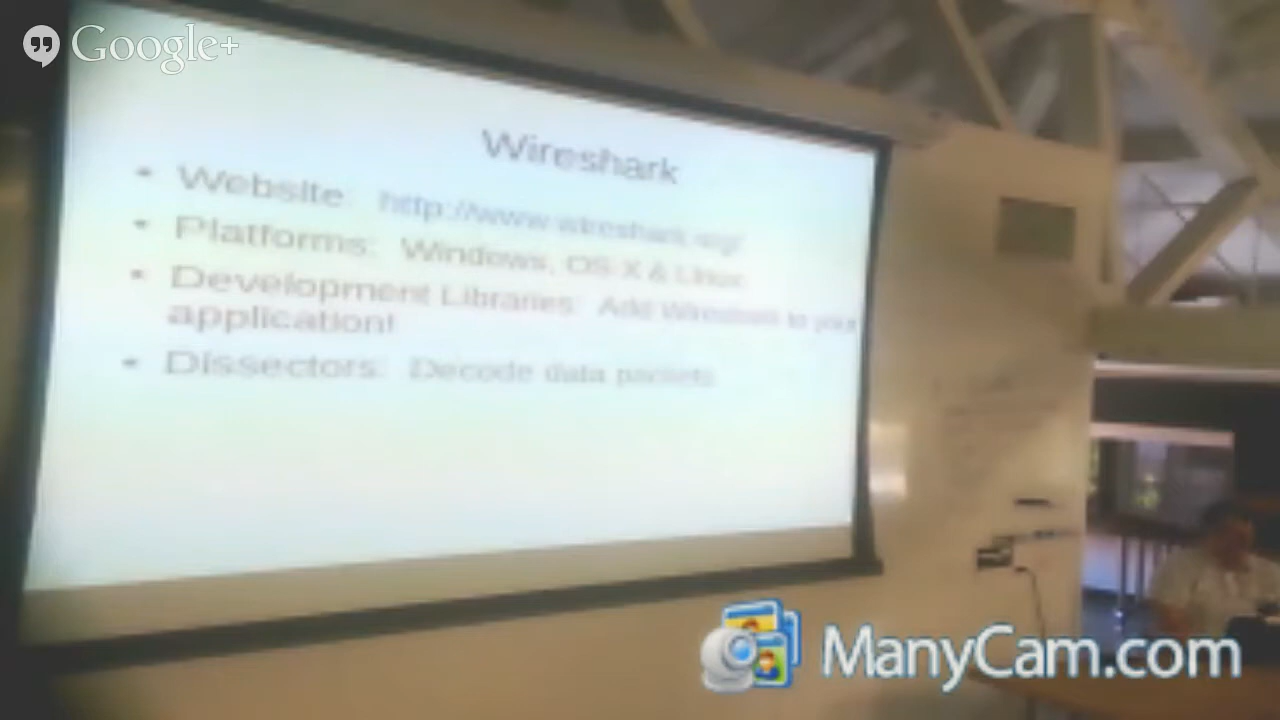 Google+
Wireshark
• Website: http://www.wireshark.org/
• Platforms: Windows, OS X & Linux
• Development Libraries: Add Wireshark to your
application!
• Dissectors: Decode data packets
ManyCam.com